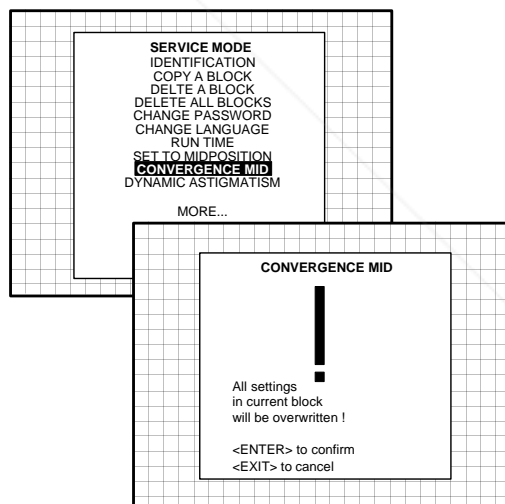 SERVICE MODE
IDENTIFICATION
COPY A BLOCK
DELTE A BLOCK
DELETE ALL BLOCKS
CHANGE PASSWORD
CHANGE LANGUAGE
RUN TIME
SET TO MIDPOSITION
CONVERGENCE MID
DYNAMIC ASTIGMATISM
MORE...
CONVERGENCE MID
!
All settings
in current block
will be overwritten !
<ENTER> to confirm
<EXIT> to cancel